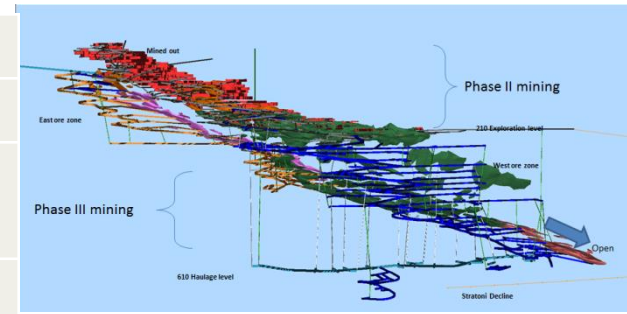 Mined out
Phase II mining
East ore zone
210 Exploration level
West ore zone
Phase III mining
Open
610 Haulage level
Stratoni Decline